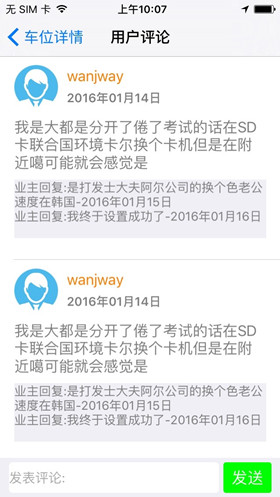 无 SIM 卡 上午10:07
车位详情 用户评论
wanjway
2016年01月14日
我是大都是分开了倦了考试的话在SD
卡联合国环境卡尔换个卡机但是在附
近噶可能就会感觉是
业主回复:是打发士大夫阿尔公司的换个色老公
速度在韩国-2016年01月15日
业主回复:我终于设置成功了-2016年01月16日
wanjway
2016年01月14日
我是大都是分开了倦了考试的话在SD
卡联合国环境卡尔换个卡机但是在附
近噶可能就会感觉是
业主回复:是打发士大夫阿尔公司的换个色老公
速度在韩国-2016年01月15日
业主回复:我终于设置成功了-2016年01月16日
发表评论: 发送